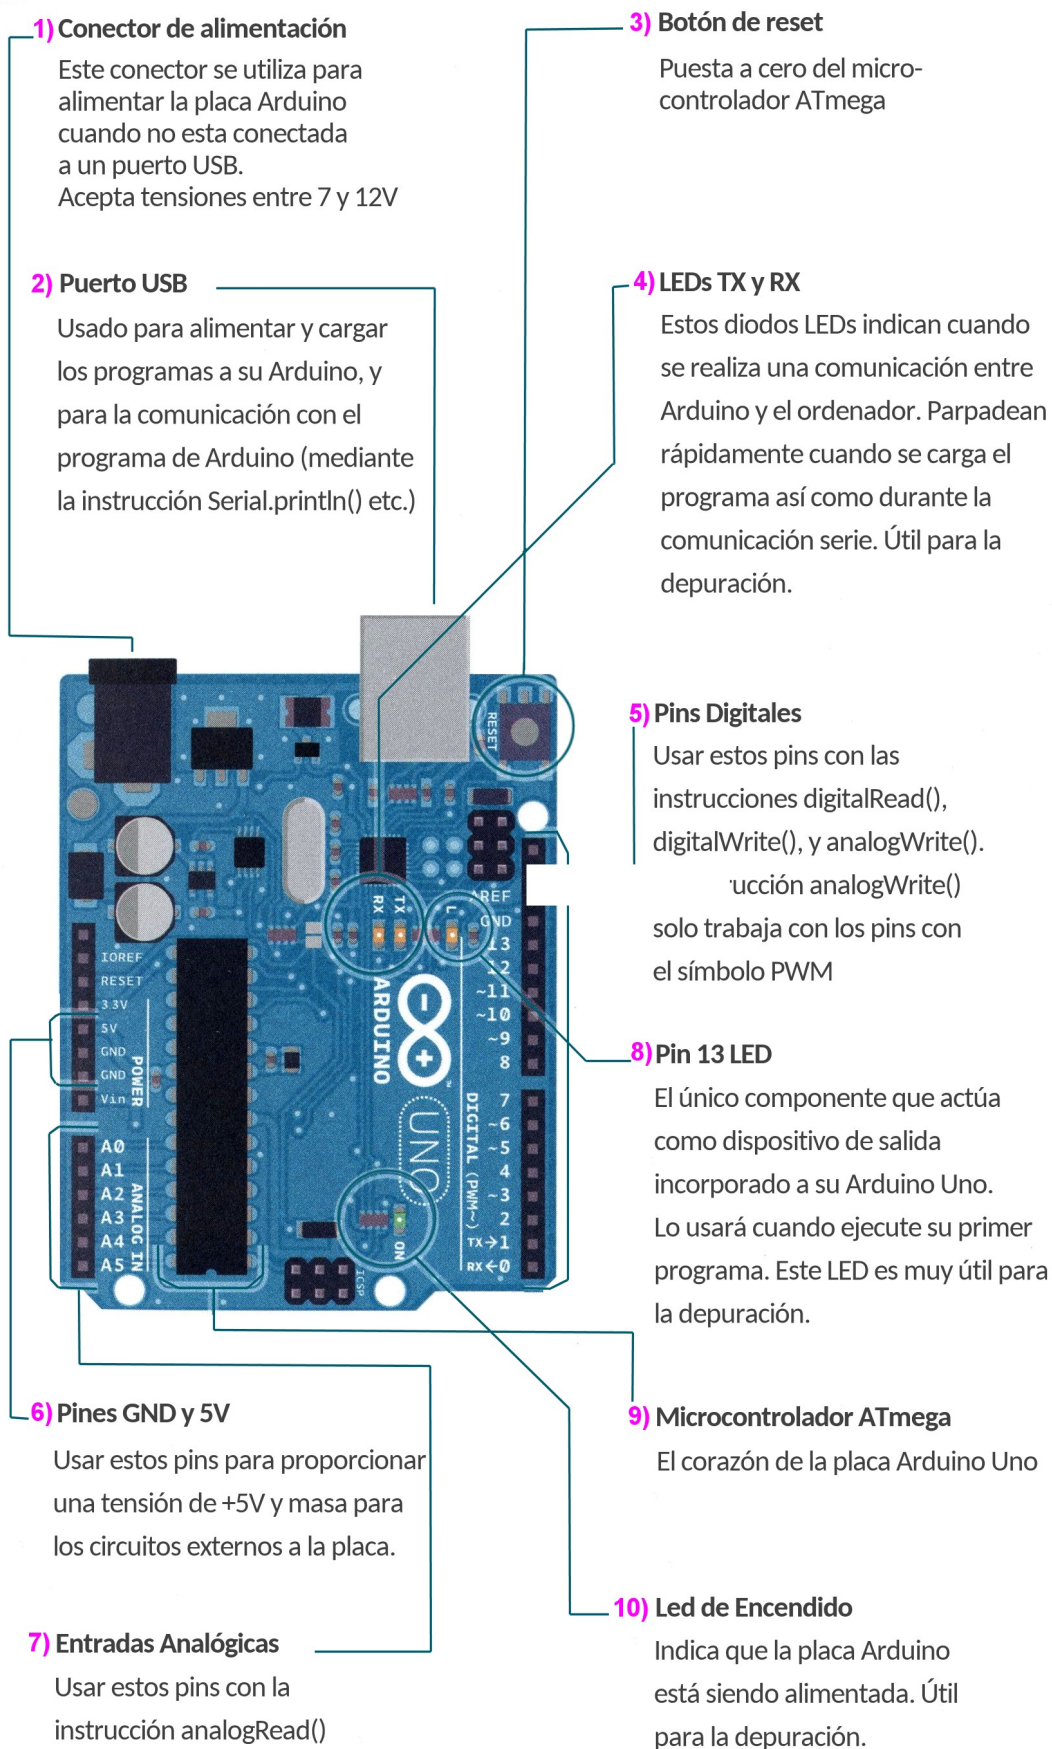 1) Conector de alimentación
Este conector se utiliza para
alimentar la placa Arduino
cuando no esta conectada
a un puerto USB.
Acepta tensiones entre 7 y 12V
3) Botón de reset
Puesta a cero del micro-
controlador ATmega
2) Puerto USB
Usado para alimentar y cargar
los programas a su Arduino, y
para la comunicación con el
programa de Arduino (mediante
la instrucción Serial.println() etc.)
4) LEDs TX y RX
Estos diodos LEDs indican cuando
se realiza una comunicación entre
Arduino y el ordenador. Parpadean
rápidamente cuando se carga el
programa así como durante la
comunicación serie. Útil para la
depuración.
5) Pins Digitales
Usar estos pins con las
instrucciones digitalRead(),
digitalWrite(), y analogWrite().
ucción analogWrite()
solo trabaja con los pins con
el símbolo PWM
RESET
RX
TX
L
AREF
GND
13
12
~11
~10
~9
8
7
~6
~5
4
~3
2
TX→1
RX←0
DIGITAL (PWM~)
ARDUINO
UNO
ON
ICSP
IOREF
RESET
3.3V
5V
GND
GND
Vin
POWER
A0
A1
A2
A3
A4
A5
ANALOG IN
8) Pin 13 LED
El único componente que actúa
como dispositivo de salida
incorporado a su Arduino Uno.
Lo usará cuando ejecute su primer
programa. Este LED es muy útil para
la depuración.
6) Pines GND y 5V
Usar estos pins para proporcionar
una tensión de +5V y masa para
los circuitos externos a la placa.
9) Microcontrolador ATmega
El corazón de la placa Arduino Uno
7) Entradas Analógicas
Usar estos pins con la
instrucción analogRead()
10) Led de Encendido
Indica que la placa Arduino
está siendo alimentada. Útil
para la depuración.